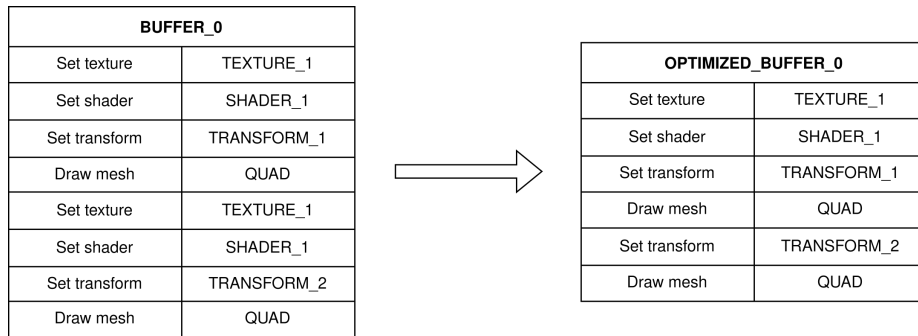 BUFFER_0
Set texture TEXTURE_1
Set shader SHADER_1
Set transform TRANSFORM_1
Draw mesh QUAD
Set texture TEXTURE_1
Set shader SHADER_1
Set transform TRANSFORM_2
Draw mesh QUAD
OPTIMIZED_BUFFER_0
Set texture TEXTURE_1
Set shader SHADER_1
Set transform TRANSFORM_1
Draw mesh QUAD
Set transform TRANSFORM_2
Draw mesh QUAD